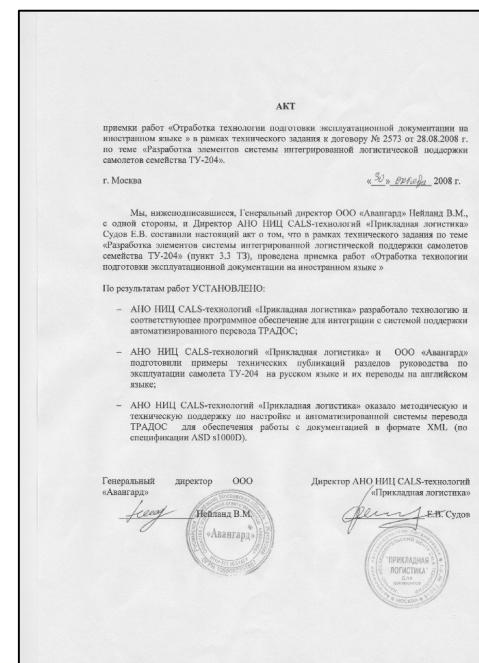 АКТ
приемки работ «Отработка технологии подготовки эксплуатационной документации на
иностранном языке » в рамках технического задания к договору № 2573 от 28.08.2008 г.
по теме «Разработка элементов системы интегрированной логистической поддержки
самолетов семейства ТУ-204».
г. Москва «30» октября 2008 г.
Мы, нижеподписавшиеся, Генеральный директор ООО «Авангард» Нейланд В.М.,
с одной стороны, и Директор АНО НИЦ CALS-технологий «Прикладная логистика»
Судов Е.В. составили настоящий акт о том, что в рамках технического задания по теме
«Разработка элементов системы интегрированной логистической поддержки самолетов
семейства ТУ-204» (пункт 3.3 ТЗ), проведена приемка работ «Отработка технологии
подготовки эксплуатационной документации на иностранном языке »
По результатам работ УСТАНОВЛЕНО:
– АНО НИЦ CALS-технологий «Прикладная логистика» разработало технологию и
соответствующее программное обеспечение для интеграции с системой поддержки
автоматизированного перевода ТРАДОС;
– АНО НИЦ CALS-технологий «Прикладная логистика» и ООО «Авангард»
подготовили примеры технических публикаций разделов руководства по
эксплуатации самолета ТУ-204 на русском языке и их переводы на английском
языке;
– АНО НИЦ CALS-технологий «Прикладная логистика» оказало методическую и
техническую поддержку по настройке и автоматизированной системы перевода
ТРАДОС для обеспечения работы с документацией в формате XML (по
спецификации ASD s1000D).
Генеральный директор ООО
«Авангард»
Нейланд В.М.
«Авангард»
Директор АНО НИЦ CALS-технологий
«Прикладная логистика»
Е.В. Судов
"ПРИКЛАДНАЯ
ЛОГИСТИКА"